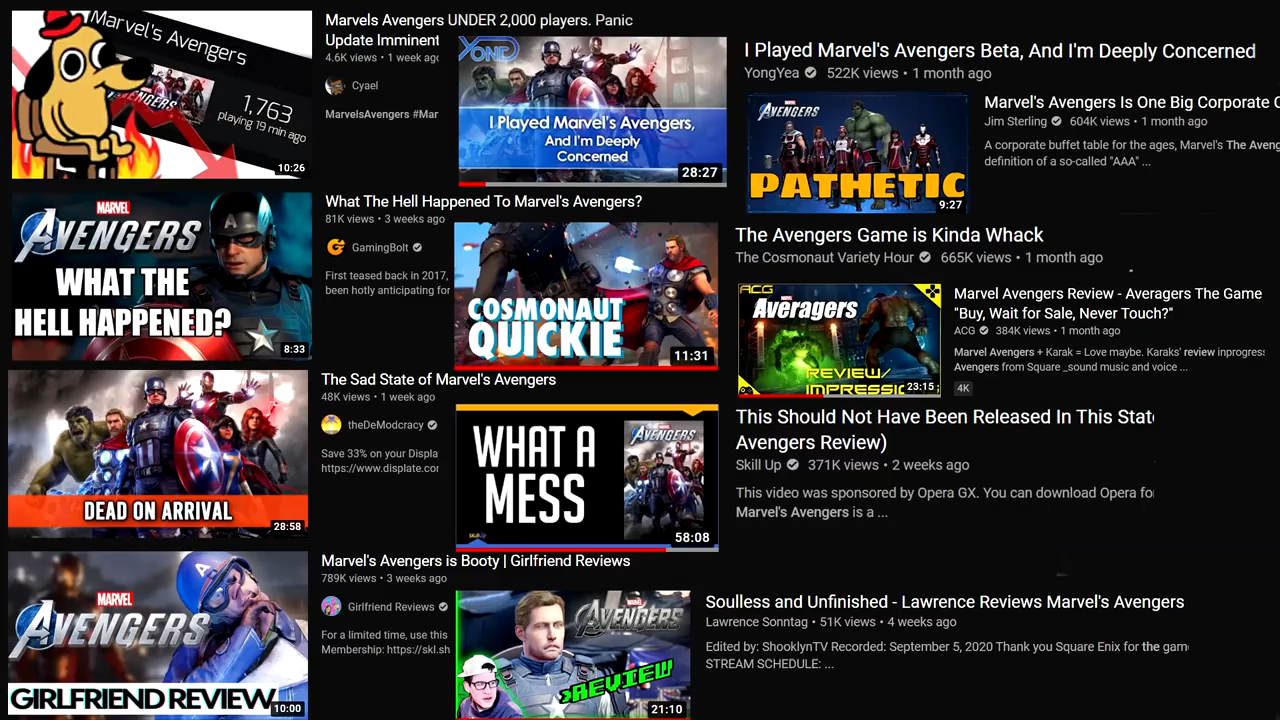 Marvel's Avengers
1,763
playing 19 min ago
10:26
Marvels Avengers UNDER 2,000 players. Panic
Update Imminent
4.6K views • 1 week ago
Cyael
MarvelsAvengers #Mar
YONG
I Played Marvel's Avengers,
And I'm Deeply
Concerned
28:27
I Played Marvel's Avengers Beta, And I'm Deeply Concerned
YongYea 522K views • 1 month ago
MARVEL
AVENGERS
PATHETIC
9:27
Marvel's Avengers Is One Big Corporate
Jim Sterling 604K views • 1 month ago
A corporate buffet table for the ages, Marvel's The Aveng
definition of a so-called "AAA" ...
MARVEL
AVENGERS
WHAT THE
HELL HAPPENED?
8:33
What The Hell Happened To Marvel's Avengers?
81K views • 3 weeks ago
GamingBolt
First teased back in 2017,
been hotly anticipating for
COSMONAUT
QUICKIE
11:31
The Avengers Game is Kinda Whack
The Cosmonaut Variety Hour 665K views • 1 month ago
ACG
MARVEL
Averagers
REVIEW/
IMPRESSIC
23:15
Marvel Avengers Review - Averagers The Game
"Buy, Wait for Sale, Never Touch?"
ACG 384K views • 1 month ago
Marvel Avengers + Karak = Love maybe. Karaks' review inprogres
Avengers from Square _sound music and voice ...
4K
DEAD ON ARRIVAL
28:58
The Sad State of Marvel's Avengers
48K views • 1 week ago
theDeModcracy
Save 33% on your Displa
https://www.displate.cor
WHAT A
MESS
MARVEL
AVENGERS
SKILLUP
58:08
This Should Not Have Been Released In This State
Avengers Review)
Skill Up 371K views • 2 weeks ago
This video was sponsored by Opera GX. You can download Opera for
Marvel's Avengers is a ...
MARVEL
AVENGERS
GIRLFRIEND REVIEW
10:00
Marvel's Avengers is Booty | Girlfriend Reviews
789K views • 3 weeks ago
Girlfriend Reviews
For a limited time, use this
Membership: https://skl.sh
MARVEL
AVENGERS
>REVIEW
21:10
Soulless and Unfinished - Lawrence Reviews Marvel's Avengers
Lawrence Sonntag • 51K views • 4 weeks ago
Edited by: ShooklynTV Recorded: September 5, 2020 Thank you Square Enix for the gam
STREAM SCHEDULE: ...